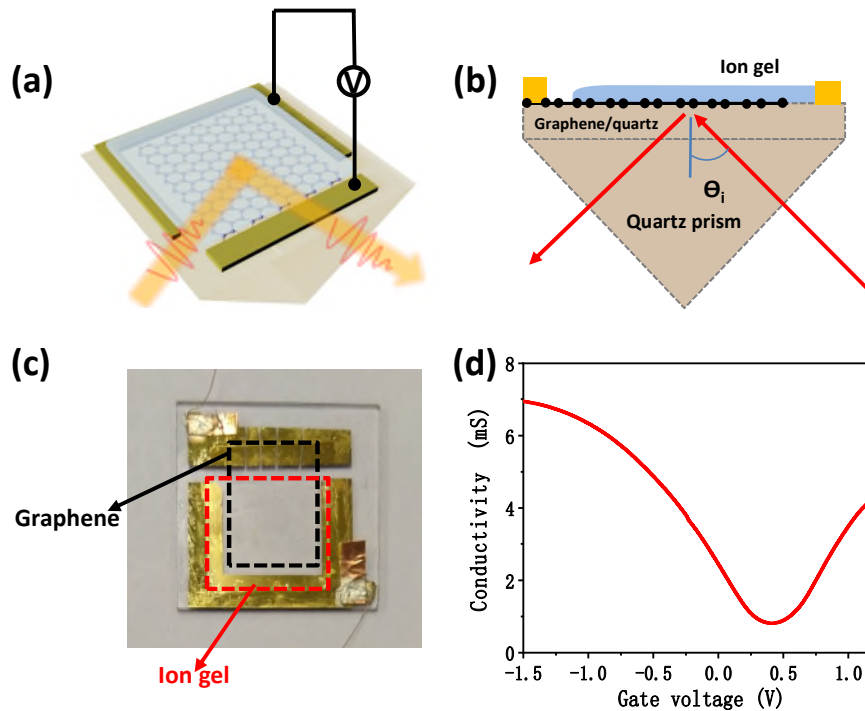 (a)
V
(b)
Ion gel
Graphene/quartz
Θi
Quartz prism
(c)
Graphene
Ion gel
(d)
8
6
4
2
0
Conductivity (mS)
-1.5 -1.0 -0.5 0.0 0.5 1.0
Gate voltage (V)